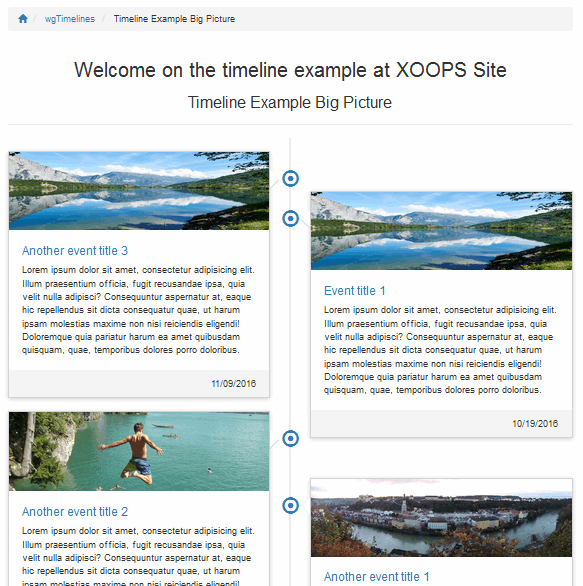 wgTimelines / Timeline Example Big Picture
Welcome on the timeline example at XOOPS Site
Timeline Example Big Picture
Another event title 3
Lorem ipsum dolor sit amet, consectetur adipisicing elit.
Illum praesentium officia, fugit recusandae ipsa, quia
velit nulla adipisci? Consequuntur aspernatur at, eaque
hic repellendus sit dicta consequatur quae, ut harum
ipsam molestias maxime non nisi reiciendis eligendi!
Doloremque quia pariatur harum ea amet quibusdam
quisquam, quae, temporibus dolores porro doloribus.
11/09/2016
Event title 1
Lorem ipsum dolor sit amet, consectetur adipisicing elit.
Illum praesentium officia, fugit recusandae ipsa, quia
velit nulla adipisci? Consequuntur aspernatur at, eaque
hic repellendus sit dicta consequatur quae, ut harum
ipsam molestias maxime non nisi reiciendis eligendi!
Doloremque quia pariatur harum ea amet quibusdam
quisquam, quae, temporibus dolores porro doloribus.
10/19/2016
Another event title 2
Lorem ipsum dolor sit amet, consectetur adipisicing elit.
Illum praesentium officia, fugit recusandae ipsa, quia
velit nulla adipisci? Consequuntur aspernatur at, eaque
hic repellendus sit dicta consequatur quae, ut harum
ipsam molestias maxime non nisi reiciendis eligendi!
Another event title 1